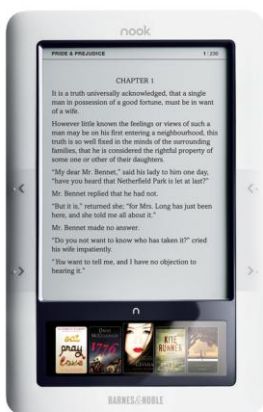 nook
PRIDE & PREJUDICE 1 | 230
CHAPTER 1
It is a truth universally acknowledged, that a single
man in possession of a good fortune, must be in want
of a wife.
However little known the feelings or views of such a
man may be on his first entering a neighbourhood, this
truth is so well fixed in the minds of the surrounding
families, that he is considered the rightful property of
some one or other of their daughters.
"My dear Mr. Bennet," said his lady to him one day,
"have you heard that Netherfield Park is let at last?"
Mr. Bennet replied that he had not.
"But it is," returned she; "for Mrs. Long has just been
here, and she told me all about it."
Mr. Bennet made no answer.
"Do you not want to know who has taken it?" cried
his wife impatiently.
"You want to tell me, and I have no objection to
hearing it."
eat
pray
love
DAVID
McCULLOUGH
1776
KITE
RUNNER
BARNES&NOBLE